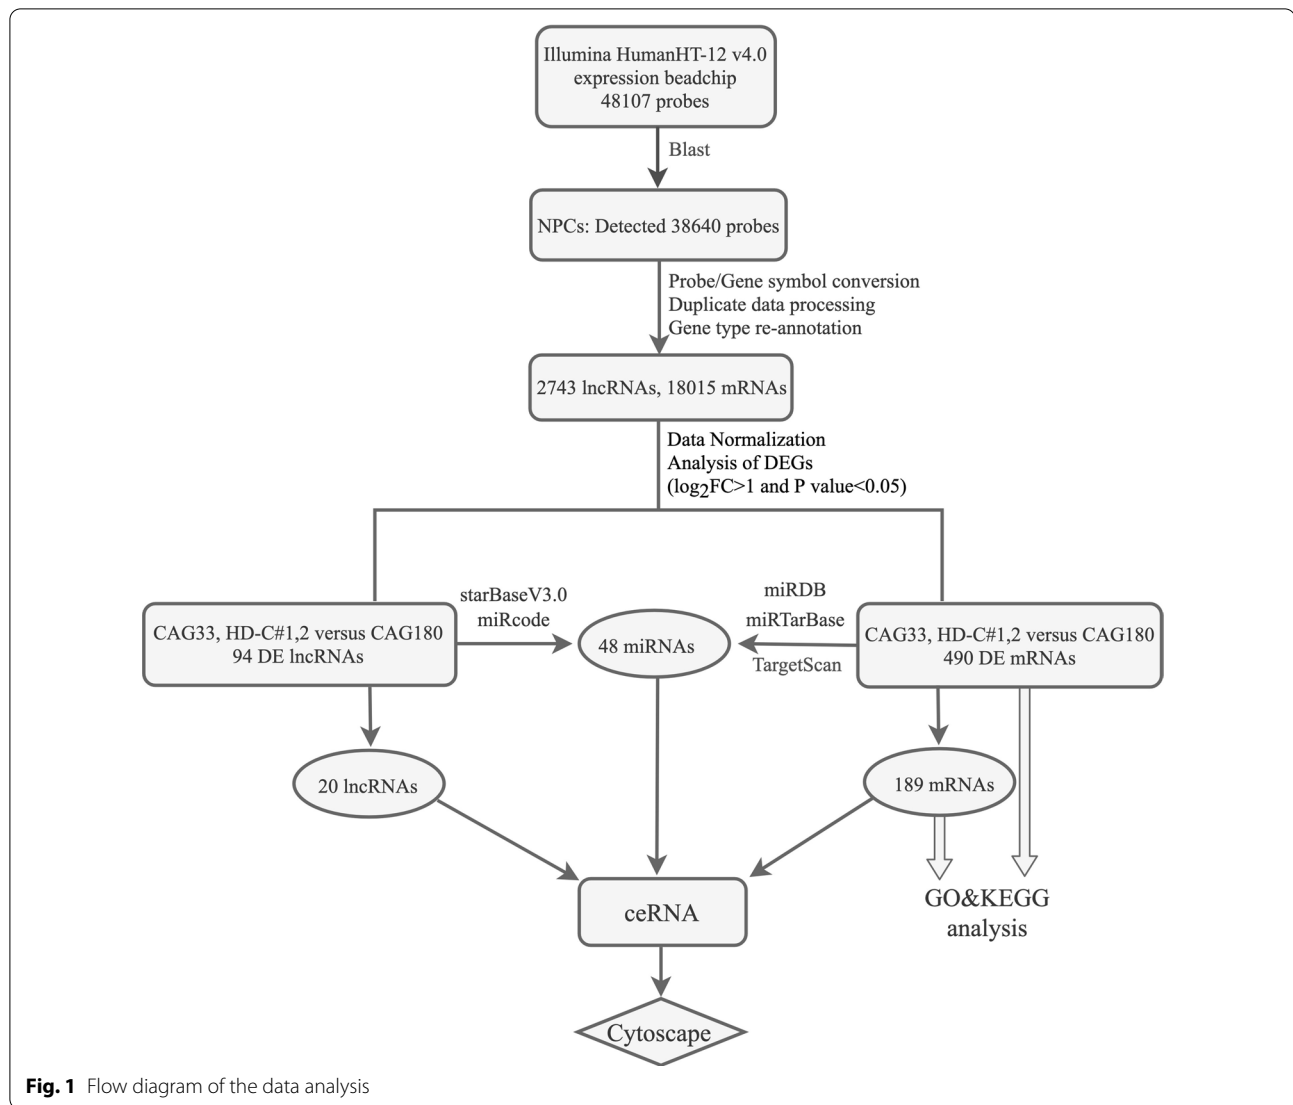 Illumina HumanHT-12 v4.0
expression beadchip
48107 probes
Blast
NPCs: Detected 38640 probes
Probe/Gene symbol conversion
Duplicate data processing
Gene type re-annotation
2743 lncRNAs, 18015 mRNAs
Data Normalization
Analysis of DEGs
(log2FC>1 and P value<0.05)
CAG33, HD-C#1,2 versus CAG180
94 DE lncRNAs
starBaseV3.0
miRcode
48 miRNAs
miRDB
miRTarBase
TargetScan
CAG33, HD-C#1,2 versus CAG180
490 DE mRNAs
20 lncRNAs
189 mRNAs
ceRNA
GO&KEGG
analysis
Cytoscape
Fig. 1 Flow diagram of the data analysis